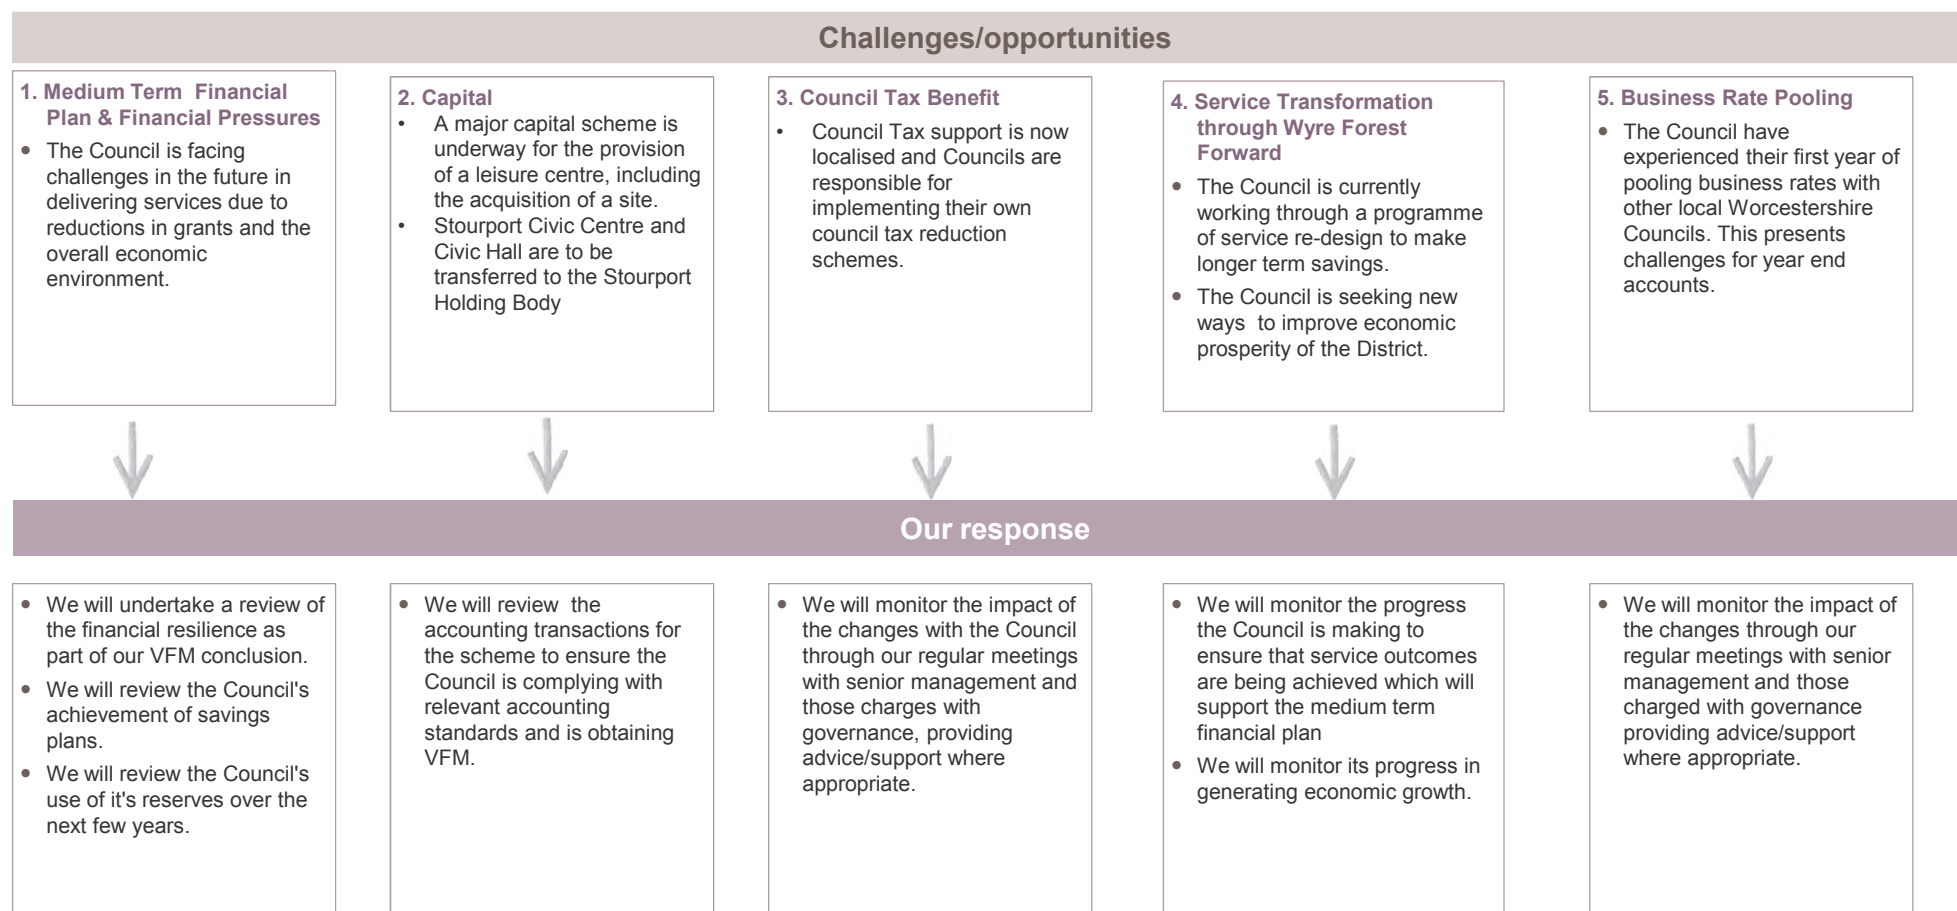 Challenges/opportunities
1. Medium Term  Financial
Plan & Financial Pressures
• The Council is facing
challenges in the future in
delivering services due to
reductions in grants and the
overall economic
environment.
2. Capital
• A major capital scheme is
underway for the provision
of a leisure centre, including
the acquisition of a site.
• Stourport Civic Centre and
Civic Hall are to be
transferred to the Stourport
Holding Body
3. Council Tax Benefit
• Council Tax support is now
localised and Councils are
responsible for
implementing their own
council tax reduction
schemes.
4. Service Transformation
through Wyre Forest
Forward
• The Council is currently
working through a programme
of service re-design to make
longer term savings.
• The Council is seeking new
ways  to improve economic
prosperity of the District.
5. Business Rate Pooling
• The Council have
experienced their first year of
pooling business rates with
other local Worcestershire
Councils. This presents
challenges for year end
accounts.
Our response
• We will undertake a review of
the financial resilience as
part of our VFM conclusion.
• We will review the Council's
achievement of savings
plans.
• We will review the Council's
use of it's reserves over the
next few years.
• We will review  the
accounting transactions for
the scheme to ensure the
Council is complying with
relevant accounting
standards and is obtaining
VFM.
• We will monitor the impact of
the changes with the Council
through our regular meetings
with senior management and
those charges with
governance, providing
advice/support where
appropriate.
• We will monitor the progress
the Council is making to
ensure that service outcomes
are being achieved which will
support the medium term
financial plan
• We will monitor its progress in
generating economic growth.
• We will monitor the impact of
the changes through our
regular meetings with senior
management and those
charged with governance
providing advice/support
where appropriate.